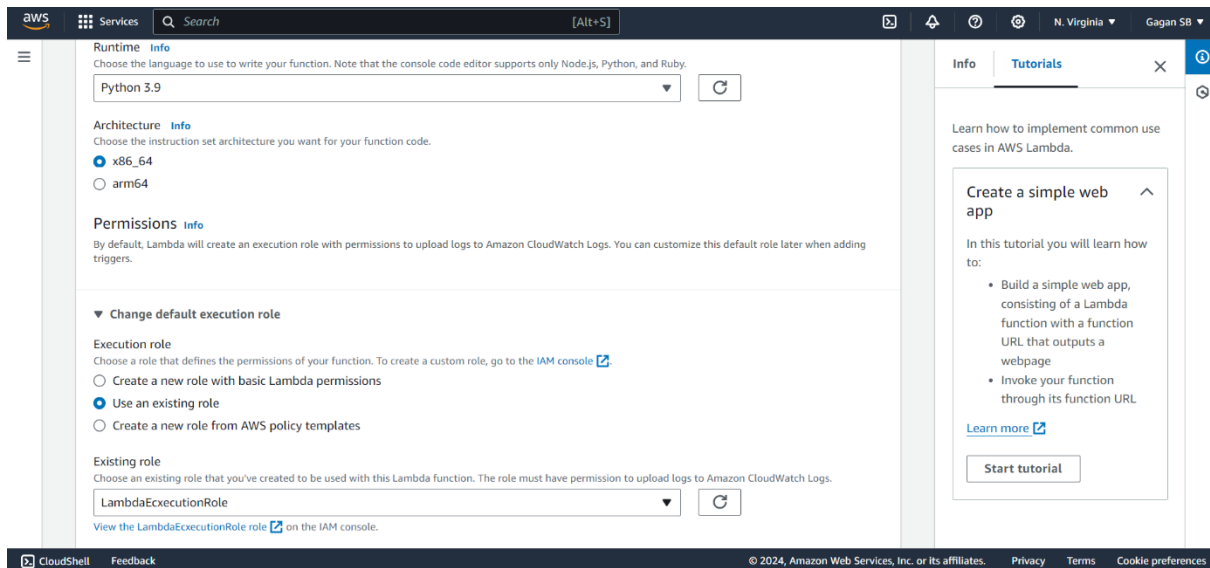 aws
Services
Search
[Alt+S]
N. Virginia
Gagan SB
Runtime Info
Choose the language to use to write your function. Note that the console code editor supports only Node.js, Python, and Ruby.
Python 3.9
Architecture Info
Choose the instruction set architecture you want for your function code.
x86_64
arm64
Permissions Info
By default, Lambda will create an execution role with permissions to upload logs to Amazon CloudWatch Logs. You can customize this default role later when adding
triggers.
Change default execution role
Execution role
Choose a role that defines the permissions of your function. To create a custom role, go to the IAM console.
Create a new role with basic Lambda permissions
Use an existing role
Create a new role from AWS policy templates
Existing role
Choose an existing role that you've created to be used with this Lambda function. The role must have permission to upload logs to Amazon CloudWatch Logs.
LambdaEcxecutionRole
View the LambdaEcxecutionRole role on the IAM console.
Info
Tutorials
Learn how to implement common use
cases in AWS Lambda.
Create a simple web
app
In this tutorial you will learn how
to:
• Build a simple web app,
consisting of a Lambda
function with a function
URL that outputs a
webpage
• Invoke your function
through its function URL
Learn more
Start tutorial
CloudShell
Feedback
© 2024, Amazon Web Services, Inc. or its affiliates.
Privacy
Terms
Cookie preferences